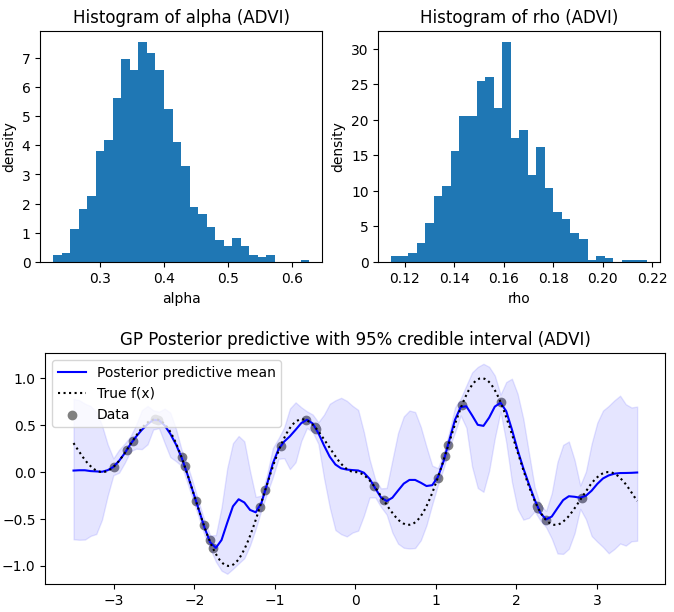 Histogram of alpha (ADVI)
density
0
1
2
3
4
5
6
7
0.3 0.4 0.5 0.6
alpha
Histogram of rho (ADVI)
density
0
5
10
15
20
25
30
0.12 0.14 0.16 0.18 0.20 0.22
rho
GP Posterior predictive with 95% credible interval (ADVI)
Posterior predictive mean
True f(x)
Data
1.0
0.5
0.0
−0.5
−1.0
−3 −2 −1 0 1 2 3